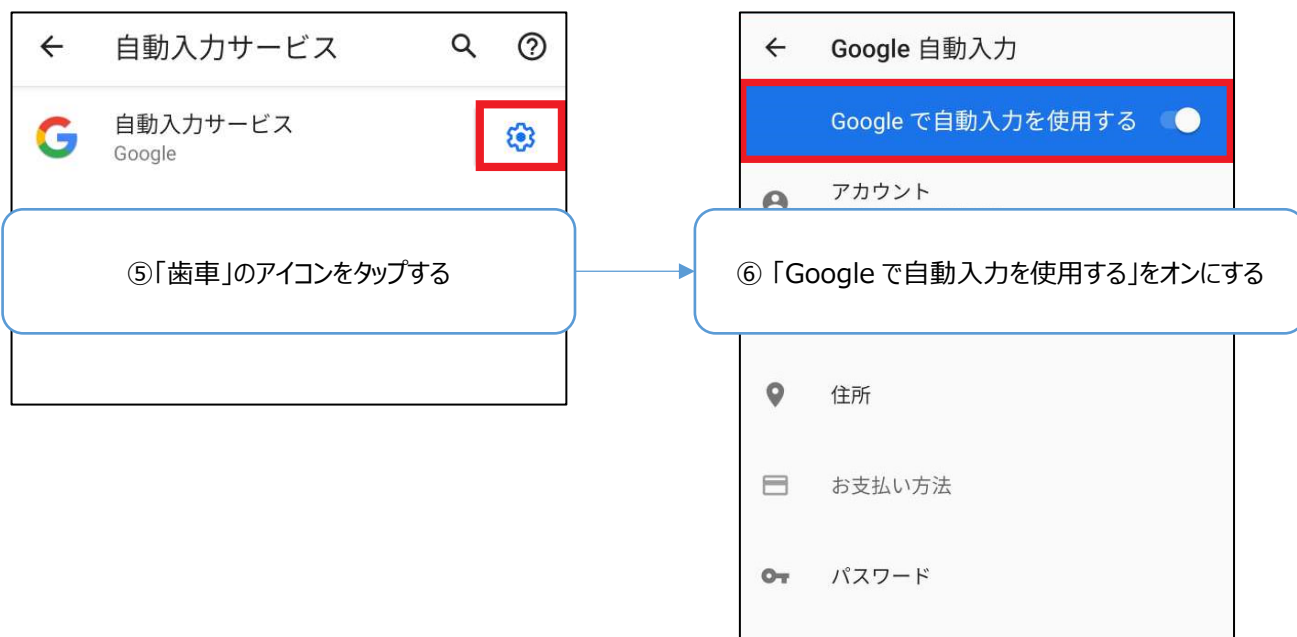 自動入力サービス
自動入力サービス
Google
⑤「歯車」のアイコンをタップする
Google 自動入力
Google で自動入力を使用する
アカウント
⑥ 「Google で自動入力を使用する」をオンにする
住所
お支払い方法
パスワード